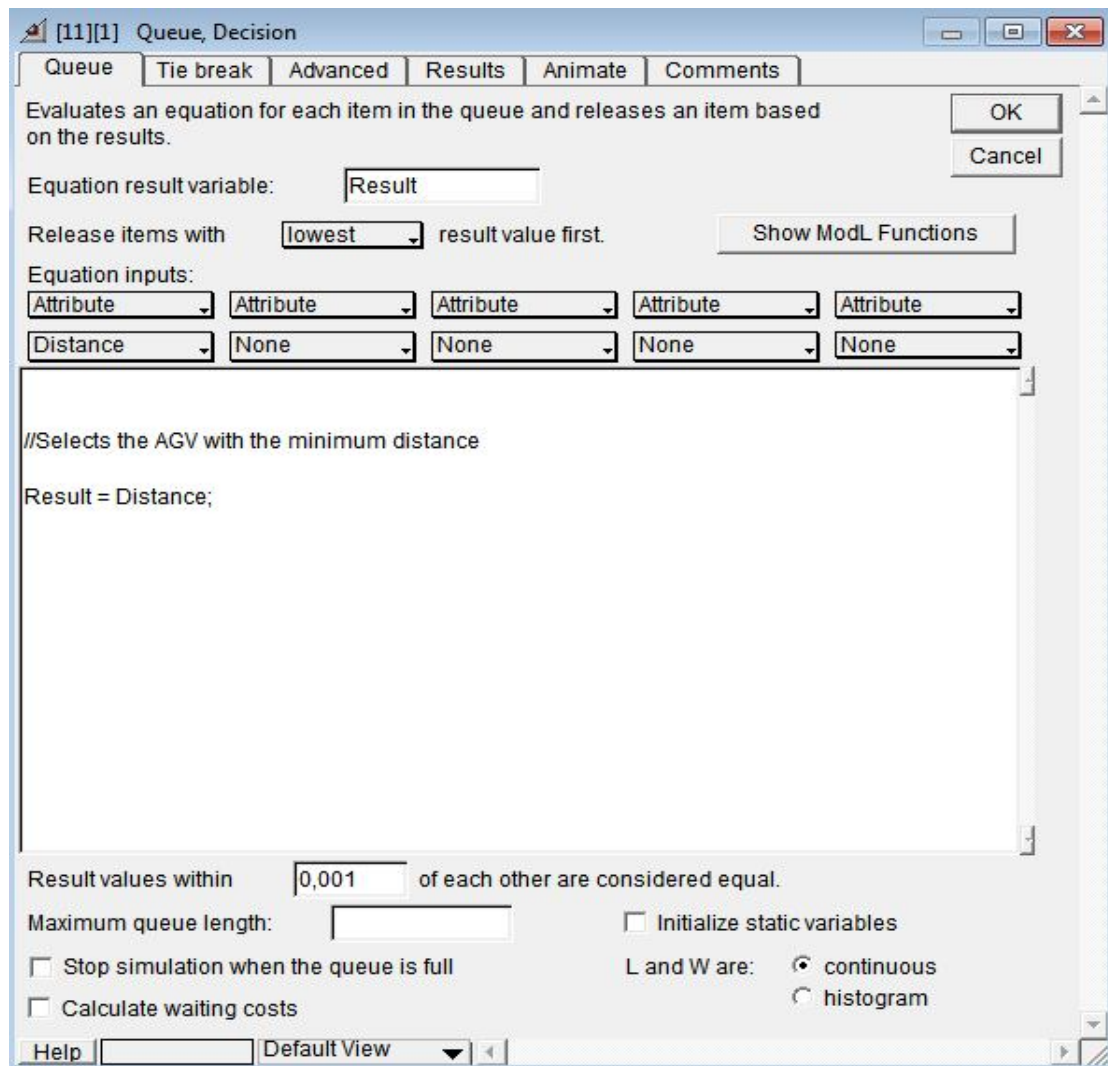 [11][1] Queue, Decision
Queue Tie break Advanced Results Animate Comments
Evaluates an equation for each item in the queue and releases an item based
on the results.
OK
Cancel
Equation result variable: Result
Release items with lowest result value first. Show ModL Functions
Equation inputs:
Attribute Attribute Attribute Attribute Attribute
Distance None None None None
//Selects the AGV with the minimum distance
Result = Distance;
Result values within 0,001 of each other are considered equal.
Maximum queue length: Initialize static variables
Stop simulation when the queue is full L and W are: continuous
histogram
Calculate waiting costs
Help Default View